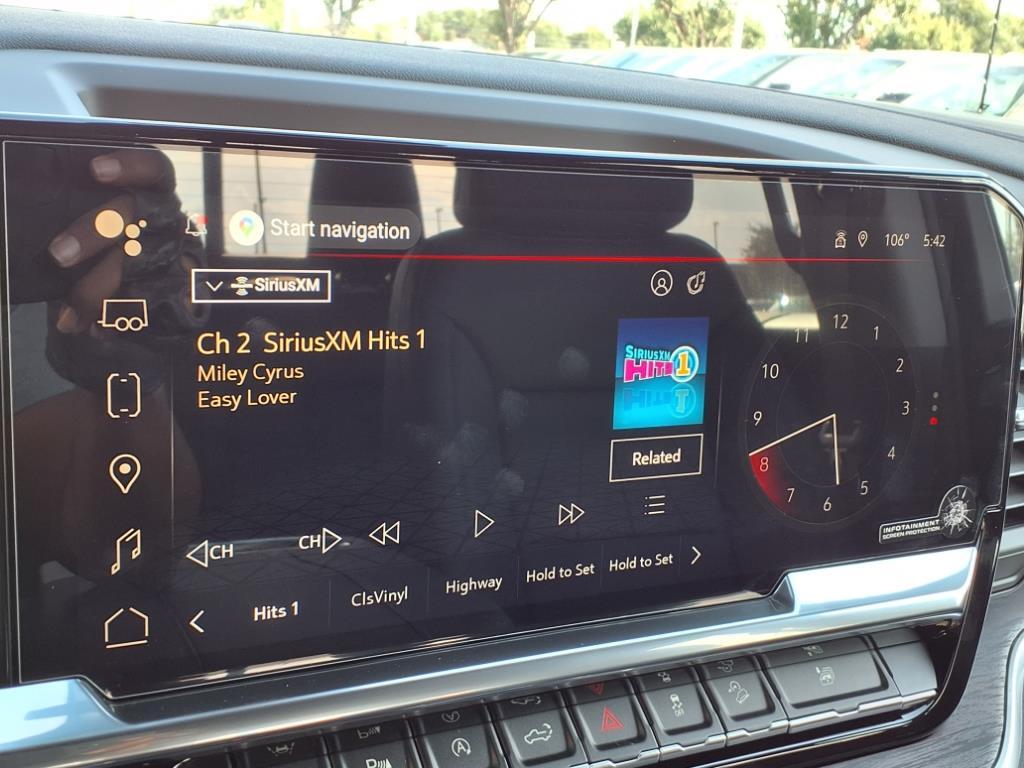 Start navigation
106° 5:42
SiriusXM
Ch 2 SiriusXM Hits 1
Miley Cyrus
Easy Lover
SIRIUSXM
HITS 1
Related
12
1
2
3
4
5
6
7
8
9
10
11
INFOTAINMENT
SCREEN PROTECTION
CH
CH
Hits 1
ClsVinyl
Highway
Hold to Set
Hold to Set